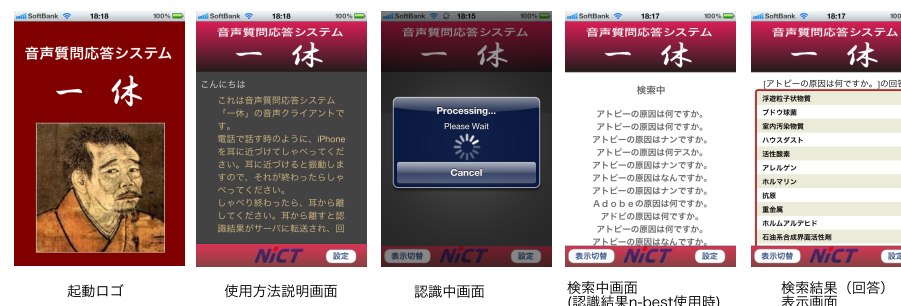 SoftBank 18:18 100%
音声質問応答システム
一休
起動ロゴ
SoftBank 18:18 100%
音声質問応答システム
一休
こんにちは
これは音声質問応答システム
「一休」の音声クライアントで
す。
電話で話す時のように、iPhone
を耳に近づけてしゃべってくだ
さい。耳に近づけると振動しま
すので、それが終わったらしゃ
べってください。
しゃべり終わったら、耳から離
してください。耳から離すと認
識結果がサーバに転送され、回
NiCT 設定
使用方法説明画面
SoftBank 18:15 100%
音声質問応答システム
一休
Processing...
Please Wait
Cancel
表示切替 NiCT 設定
認識中画面
SoftBank 18:17 100%
音声質問応答システム
一休
検索中
アトピーの原因は何ですか。
アトピーの原因は何ですか。
アトピーの原因はナンですか。
アトピーの原因は何テスか。
アトピーの原因はナンですか。
アトピーの原因はなんですか。
アトピーの原因はナンですか。
Ａｄｏｂｅの原因は何ですか。
アドビの原因は何ですか。
アトピーの原因は何ですか。
アトピーの原因はなんですか。
表示切替 NiCT 設定
検索中画面
(認識結果n-best使用時)
SoftBank 18:17 100
音声質問応答システム
一休
[アトピーの原因は何ですか。]の回答
浮遊粒子状物質
ブドウ球菌
室内汚染物質
ハウスダスト
活性酸素
アレルゲン
ホルマリン
抗原
重金属
ホルムアルデヒド
石油系合成界面活性剤
表示切替 NiCT 設定
検索結果（回答）
表示画面